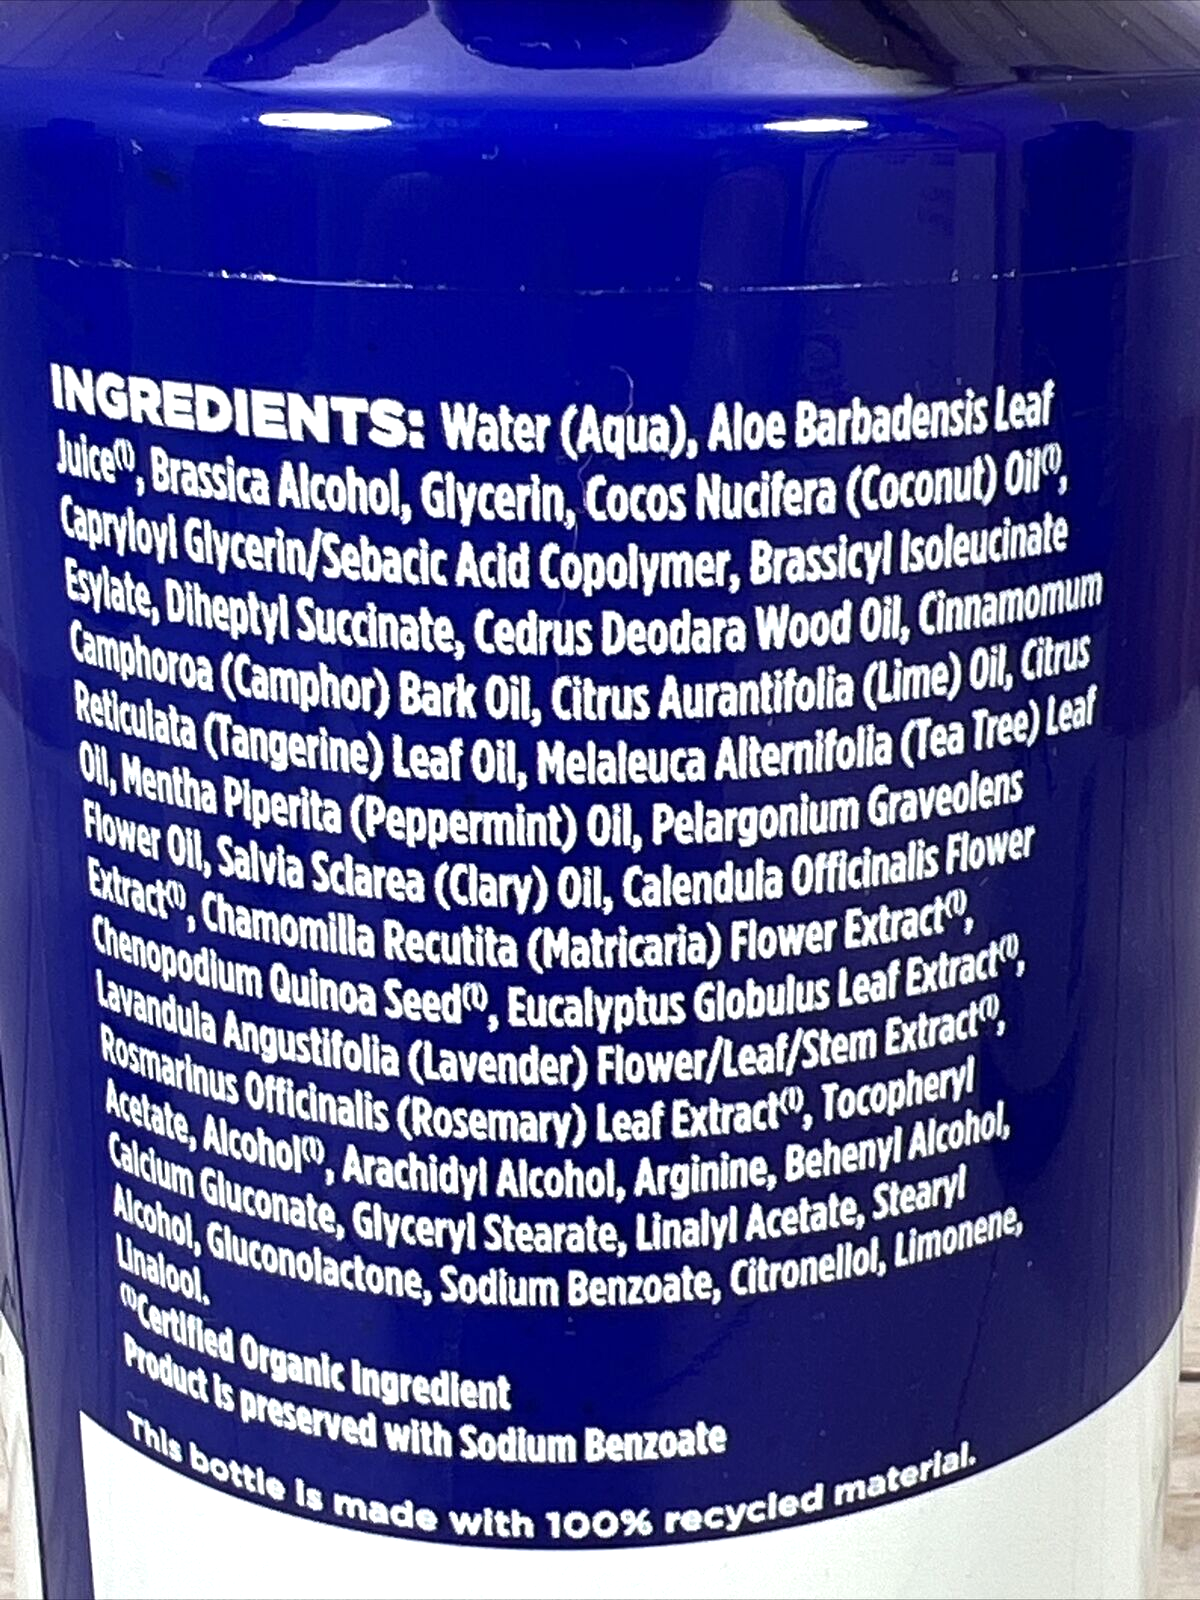 INGREDIENTS: Water (Aqua), Aloe Barbadensis Leaf
Juice⁽¹⁾, Brassica Alcohol, Glycerin, Cocos Nucifera (Coconut) Oil⁽¹⁾,
Capryloyl Glycerin/Sebacic Acid Copolymer, Brassicyl Isoleucinate
Esylate, Diheptyl Succinate, Cedrus Deodara Wood Oil, Cinnamomum
Camphoroa (Camphor) Bark Oil, Citrus Aurantifolia (Lime) Oil, Citrus
Reticulata (Tangerine) Leaf Oil, Melaleuca Alternifolia (Tea Tree) Leaf
Oil, Mentha Piperita (Peppermint) Oil, Pelargonium Graveolens
Flower Oil, Salvia Sclarea (Clary) Oil, Calendula Officinalis Flower
Extract⁽¹⁾, Chamomilla Recutita (Matricaria) Flower Extract⁽¹⁾,
Chenopodium Quinoa Seed⁽¹⁾, Eucalyptus Globulus Leaf Extract⁽¹⁾,
Lavandula Angustifolia (Lavender) Flower/Leaf/Stem Extract⁽¹⁾,
Rosmarinus Officinalis (Rosemary) Leaf Extract⁽¹⁾, Tocopheryl
Acetate, Alcohol⁽¹⁾, Arachidyl Alcohol, Arginine, Behenyl Alcohol,
Calcium Gluconate, Glyceryl Stearate, Linalyl Acetate, Stearyl
Alcohol, Gluconolactone, Sodium Benzoate, Citronellol, Limonene,
Linalool.
⁽¹⁾Certified Organic Ingredient
Product is preserved with Sodium Benzoate
This bottle is made with 100% recycled material.